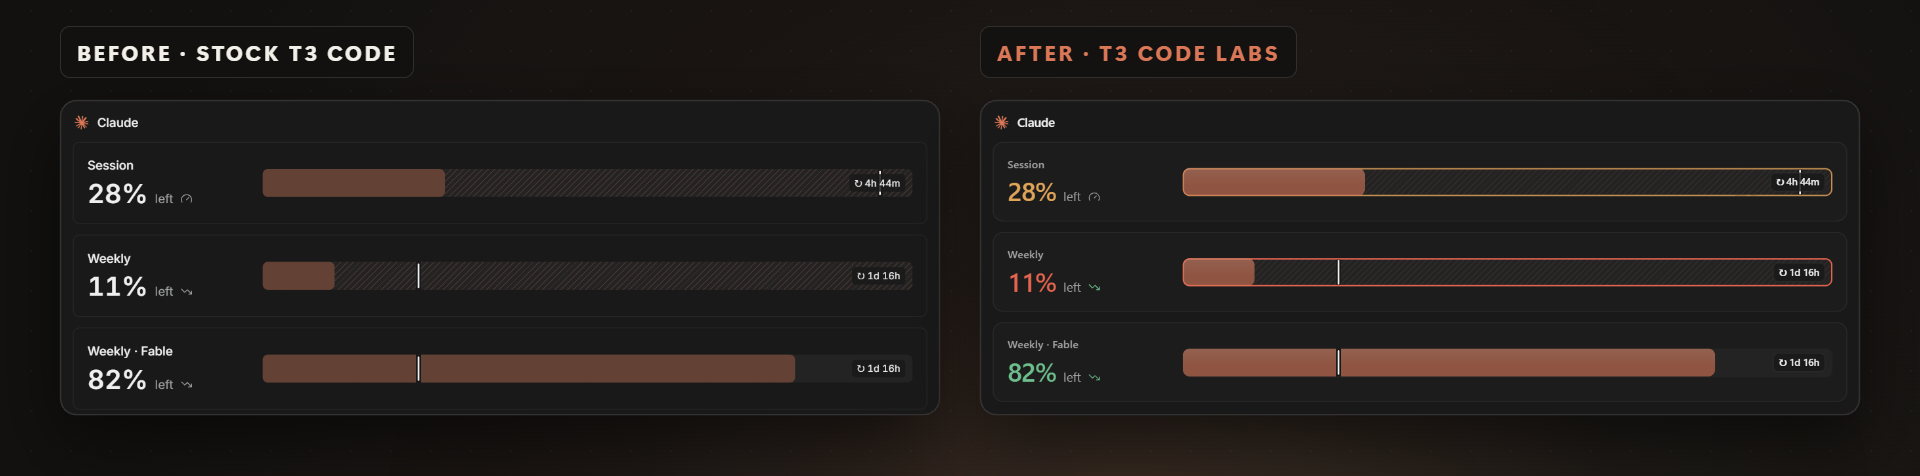 BEFORE · STOCK T3 CODE
Claude
Session
28% left
↻ 4h 44m
Weekly
11% left
↻ 1d 16h
Weekly · Fable
82% left
↻ 1d 16h
AFTER · T3 CODE LABS
Claude
Session
28% left
↻ 4h 44m
Weekly
11% left
↻ 1d 16h
Weekly · Fable
82% left
↻ 1d 16h